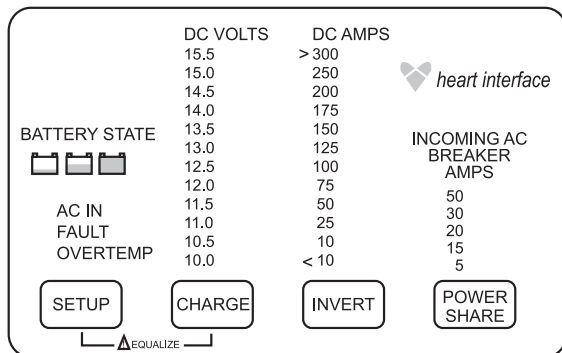 DC VOLTS
15.5
15.0
14.5
14.0
13.5
13.0
12.5
12.0
11.5
11.0
10.5
10.0
DC AMPS
> 300
250
200
175
150
125
100
75
50
25
10
< 10
heart interface
BATTERY STATE
INCOMING AC
BREAKER
AMPS
50
30
20
15
5
AC IN
FAULT
OVERTEMP
SETUP
CHARGE
INVERT
POWER
SHARE
EQUALIZE